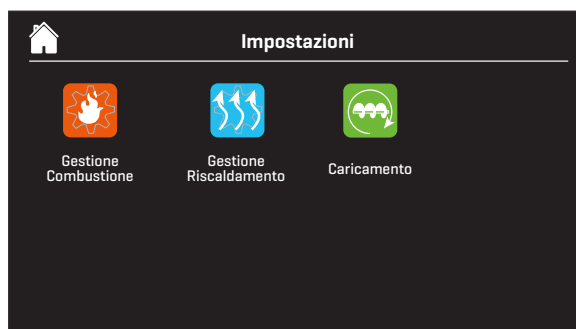 Impostazioni
Gestione
Combustione
Gestione
Riscaldamento
Caricamento